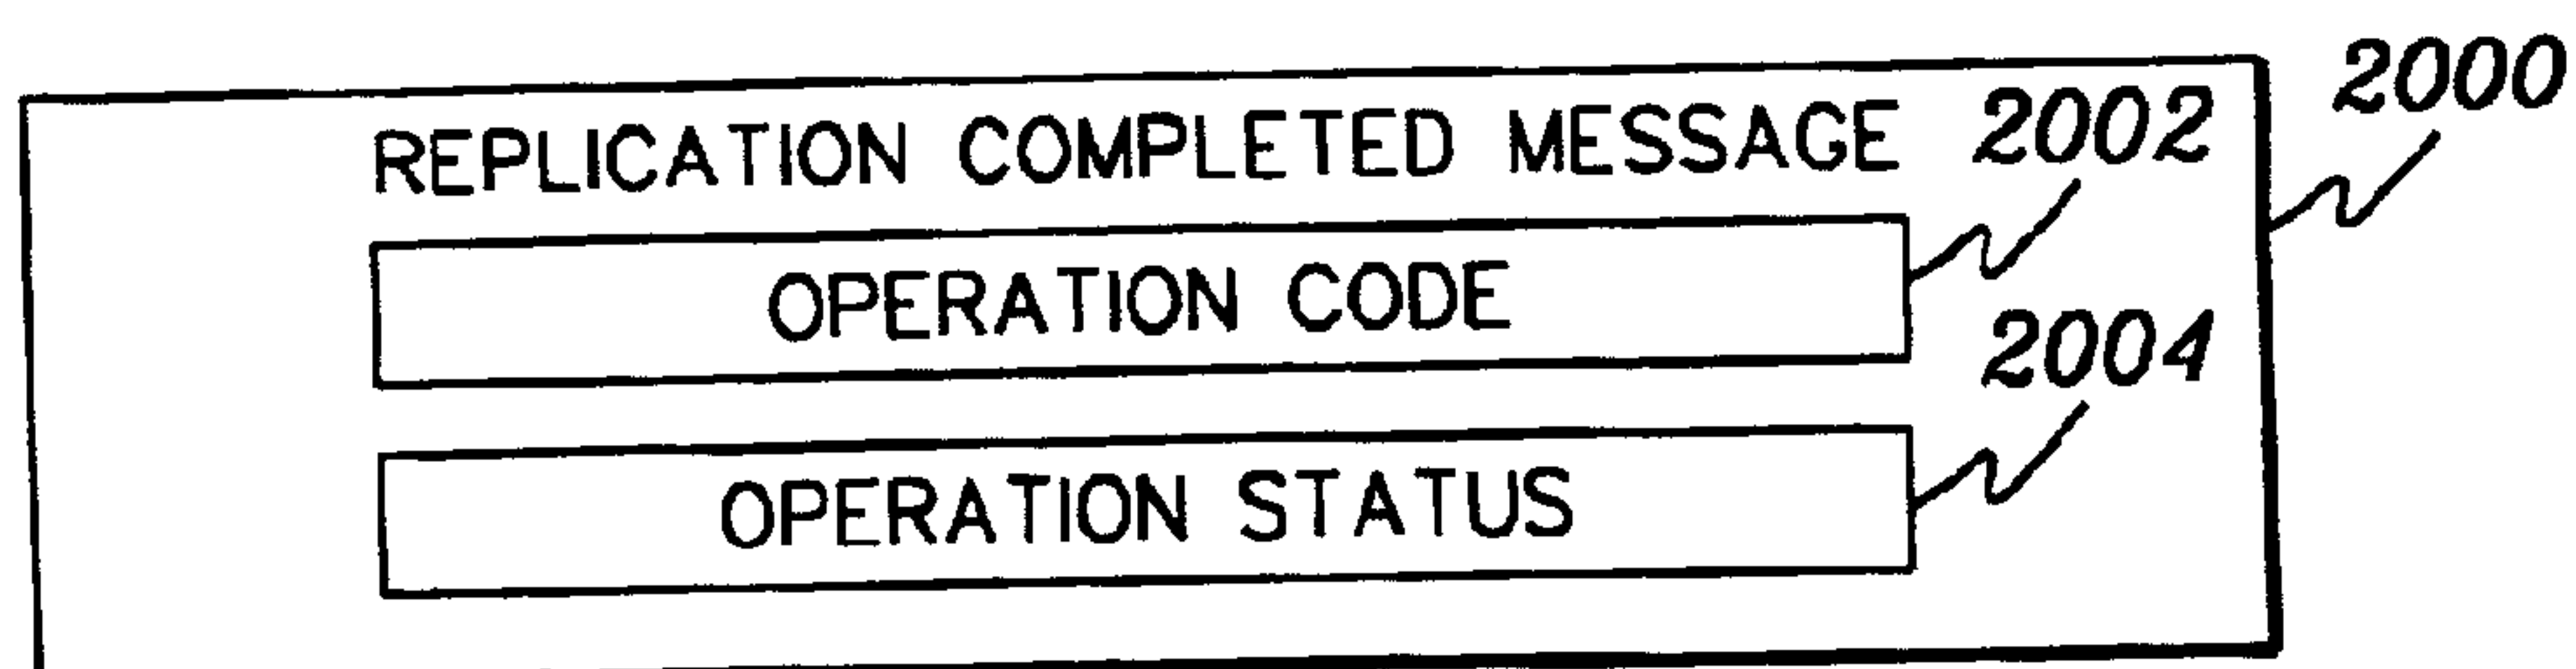 2000
REPLICATION COMPLETED MESSAGE 2002
OPERATION CODE
2004
OPERATION STATUS